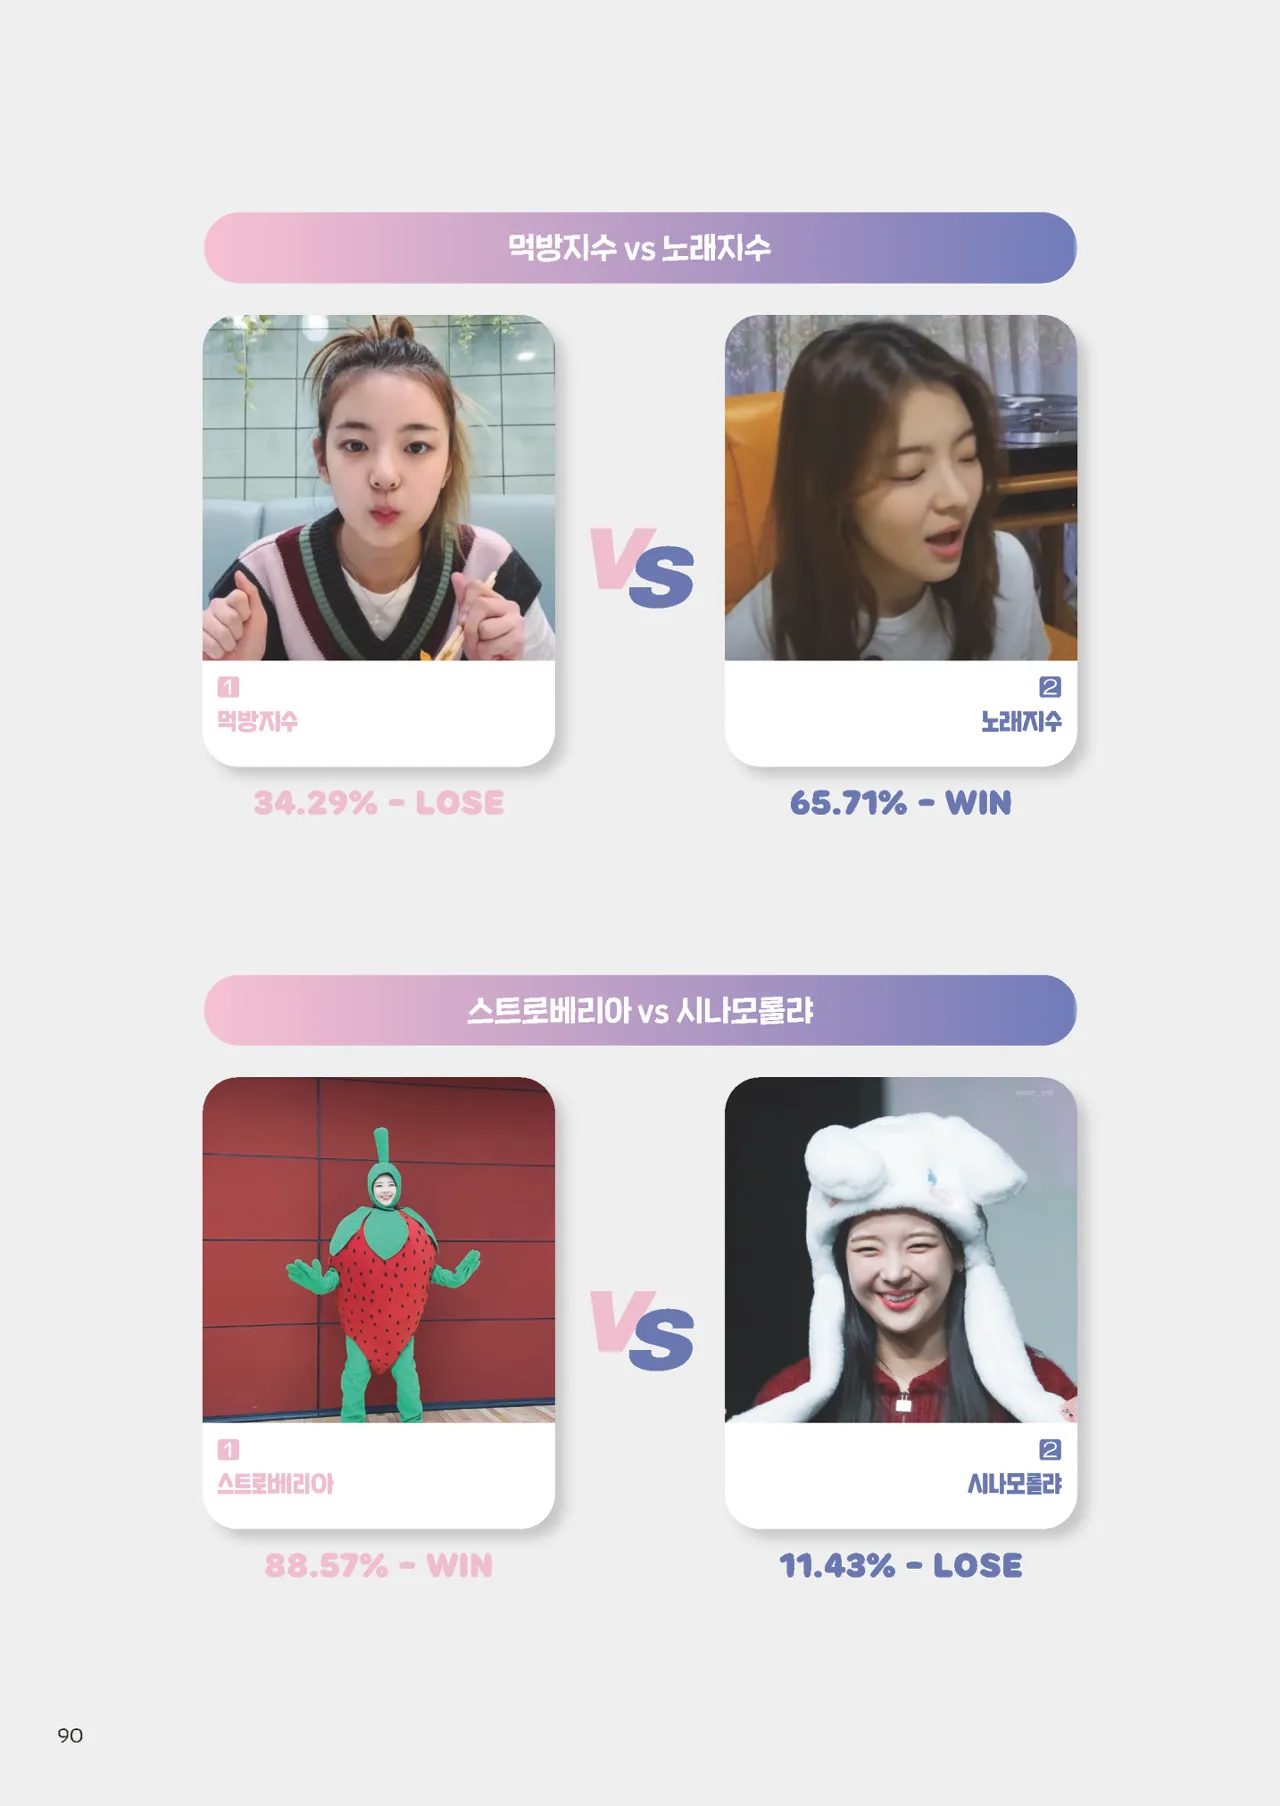 먹방지수 vs 노래지수
VS
1
먹방지수
2
노래지수
34.29% - LOSE
65.71% - WIN
스트로베리아 vs 시나모롤랴
VS
1
스트로베리아
2
시나모롤랴
88.57% - WIN
11.43% - LOSE
90